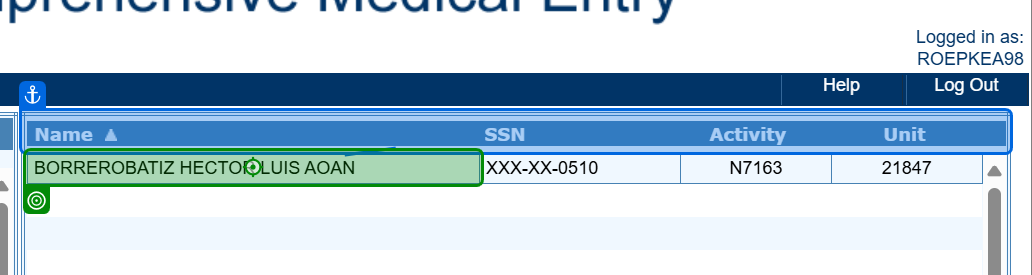 prehensive Medical Entry
Logged in as:
ROEPKEA98
Help Log Out
Name SSN Activity Unit
BORREROBATIZ HECTOR LUIS AOAN XXX-XX-0510 N7163 21847